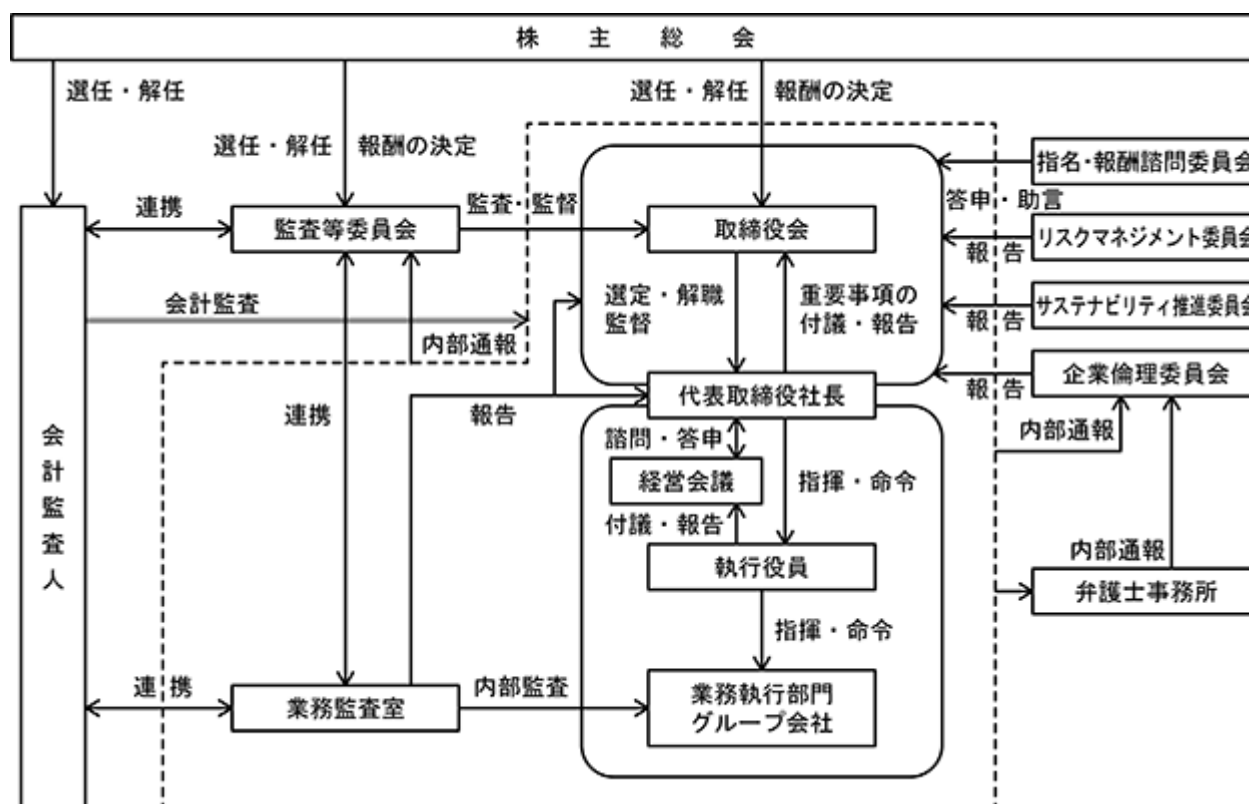 株主総会
選任・解任
選任・解任
報酬の決定
選任・解任
報酬の決定
指名・報酬諮問委員会
答申・助言
連携
監査等委員会
監査・監督
取締役会
リスクマネジメント委員会
報告
会計監査
選定・解職
監督
重要事項の
付議・報告
サステナビリティ推進委員会
報告
内部通報
企業倫理委員会
報告
代表取締役社長
連携
報告
諮問・答申
内部通報
会計監査人
経営会議
指揮・命令
付議・報告
執行役員
内部通報
弁護士事務所
指揮・命令
連携
業務監査室
内部監査
業務執行部門
グループ会社